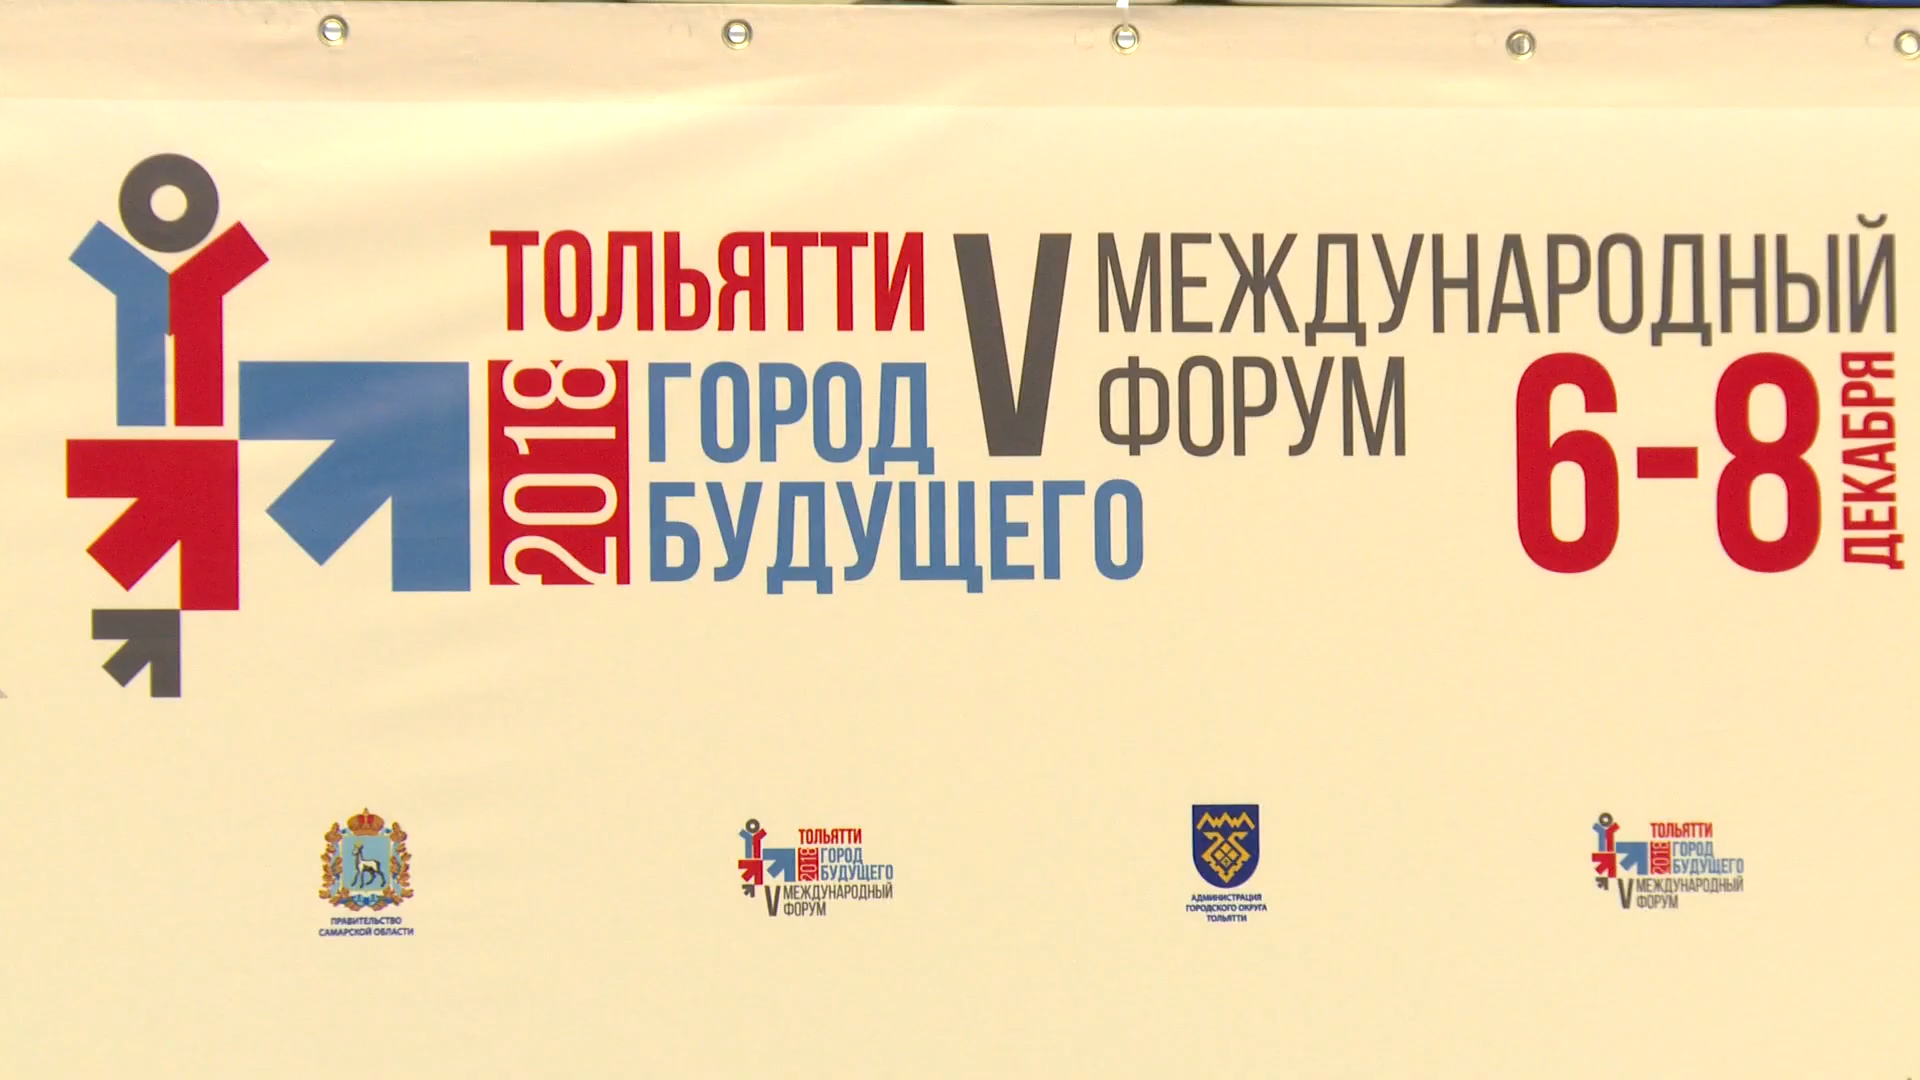 ТОЛЬЯТТИ
2018
ГОРОД
БУДУЩЕГО
V
МЕЖДУНАРОДНЫЙ
ФОРУМ
6-8
ДЕКАБРЯ
ПРАВИТЕЛЬСТВО
САМАРСКОЙ ОБЛАСТИ
ТОЛЬЯТТИ
2018
ГОРОД
БУДУЩЕГО
V МЕЖДУНАРОДНЫЙ
ФОРУМ
АДМИНИСТРАЦИЯ
ГОРОДСКОГО ОКРУГА
ТОЛЬЯТТИ
ТОЛЬЯТТИ
2018
ГОРОД
БУДУЩЕГО
V МЕЖДУНАРОДНЫЙ
ФОРУМ